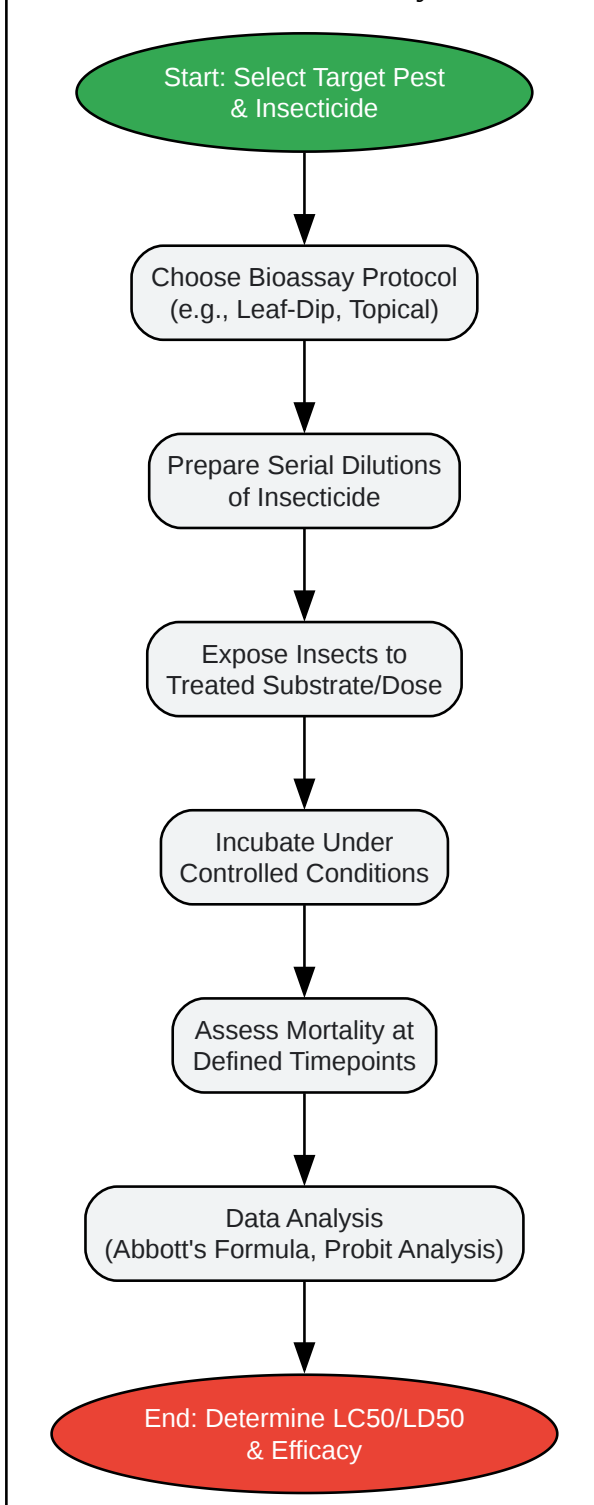 Start: Select Target Pest
& Insecticide
Choose Bioassay Protocol
(e.g., Leaf-Dip, Topical)
Prepare Serial Dilutions
of Insecticide
Expose Insects to
Treated Substrate/Dose
Incubate Under
Controlled Conditions
Assess Mortality at
Defined Timepoints
Data Analysis
(Abbott's Formula, Probit Analysis)
End: Determine LC50/LD50
& Efficacy